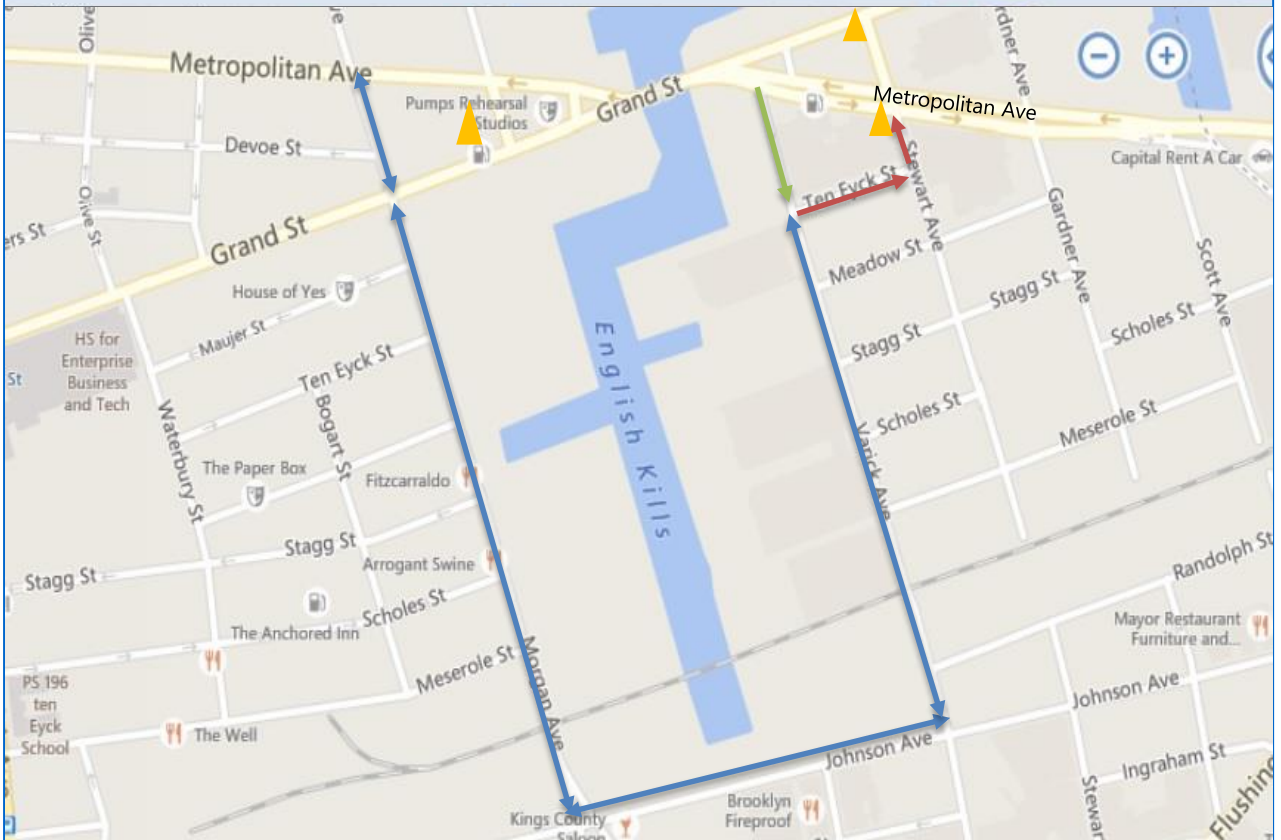 Olive
Metropolitan Ave
Pumps Rehearsal
Studios
Grand St
Metropolitan Ave
Devoe St
Capital Rent A Car
Olive St
ers St
Grand St
Ten Eyck St
Stewart Ave
rdner Ave
Gardner Ave
Scott Ave
Meadow St
House of Yes
Maujer St
Stagg St
Stagg St
Scholes St
HS for
Enterprise
Business
and Tech
St
Ten Eyck St
English Kills
Bogart St
Waterbury St
Scholes St
Meserole St
Varick Ave
The Paper Box
Fitzcarraldo
Stagg St
Stagg St
Arrogant Swine
Scholes St
The Anchored Inn
Randolph St
Mayor Restaurant
Furniture and...
Meserole St
Morgan Ave
PS 196
ten
Eyck
School
The Well
Johnson Ave
Johnson Ave
Ingraham St
Stewar
Flushing
Brooklyn
Fireproof
Kings County
Saloon